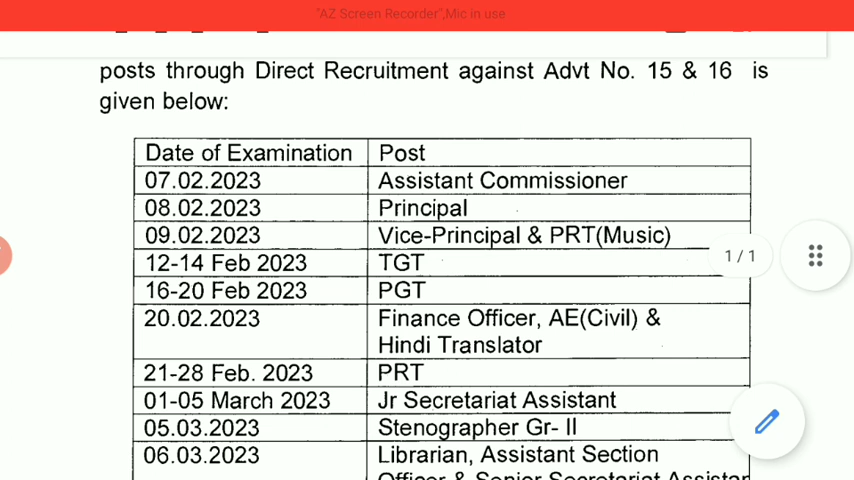 "AZ Screen Recorder",Mic in use
posts through Direct Recruitment against Advt No. 15 & 16 is
given below:
Date of Examination Post
07.02.2023 Assistant Commissioner
08.02.2023 Principal
09.02.2023 Vice-Principal & PRT(Music)
1 / 1
12-14 Feb 2023 TGT
16-20 Feb 2023 PGT
20.02.2023 Finance Officer, AE(Civil) &
Hindi Translator
21-28 Feb. 2023 PRT
01-05 March 2023 Jr Secretariat Assistant
05.03.2023 Stenographer Gr- II
06.03.2023 Librarian, Assistant Section
Officer & Senior Secretariat Assistan